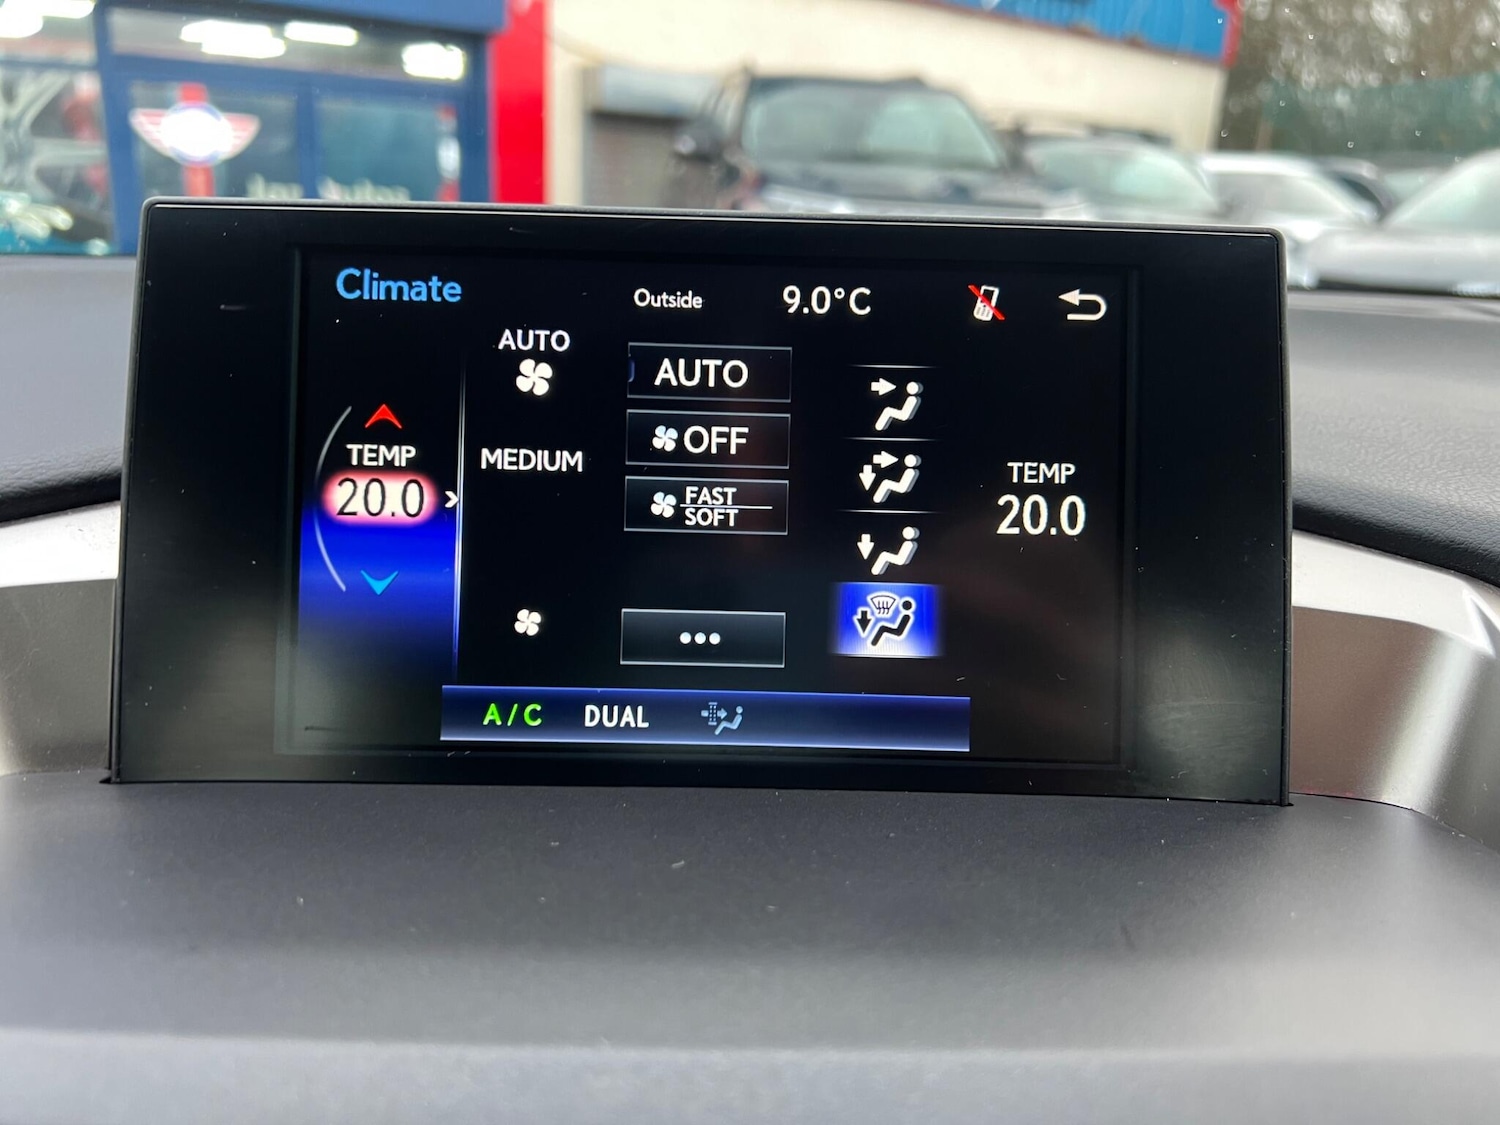 Climate
Outside
9.0°C
AUTO
MEDIUM
AUTO
OFF
FAST
SOFT
TEMP
20.0
TEMP
20.0
A/C
DUAL